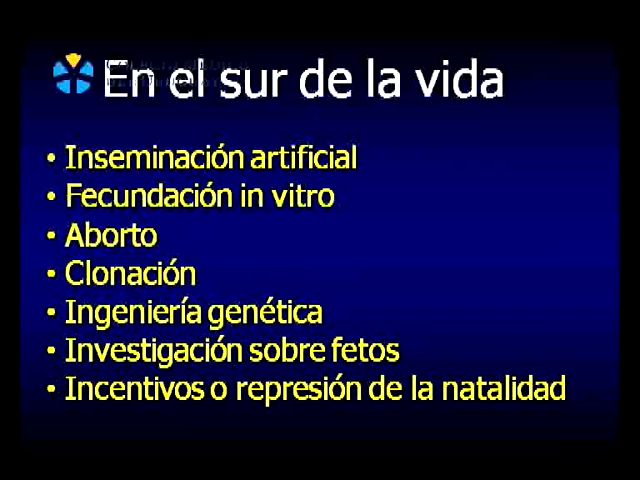 En el sur de la vida
• Inseminación artificial
• Fecundación in vitro
• Aborto
• Clonación
• Ingeniería genética
• Investigación sobre fetos
• Incentivos o represión de la natalidad